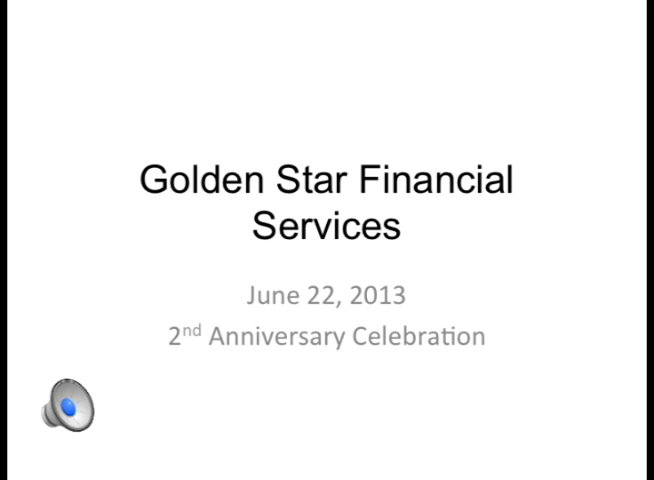 Golden Star Financial
Services
June 22, 2013
2nd Anniversary Celebration